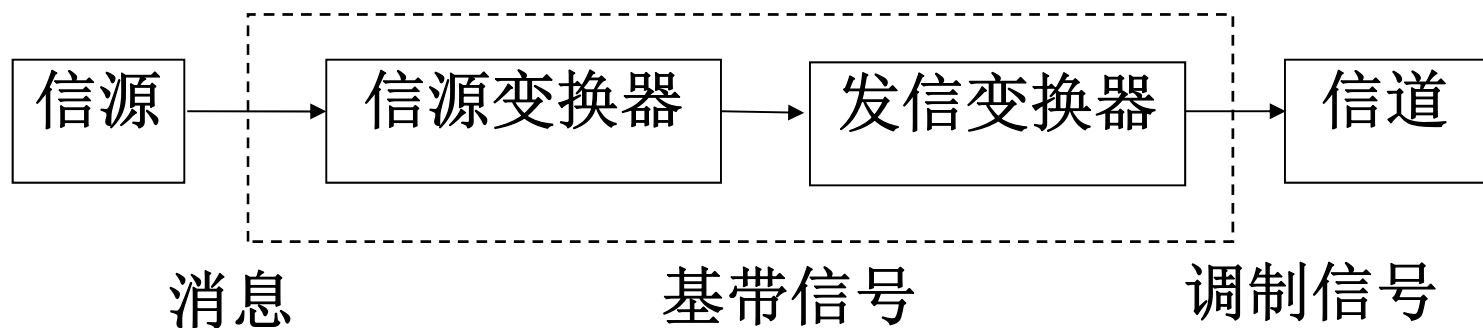 信源
信源变换器
发信变换器
信道
消息
基带信号
调制信号